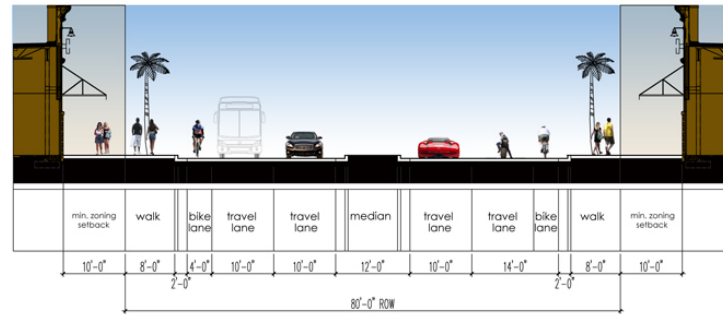 min. zoning
setback
walk
bike
lane
travel
lane
travel
lane
median
travel
lane
travel
lane
bike
lane
walk
min. zoning
setback
10'-0"
8'-0"
2'-0"
4'-0"
10'-0"
10'-0"
12'-0"
10'-0"
14'-0"
2'-0"
8'-0"
10'-0"
80'-0" ROW